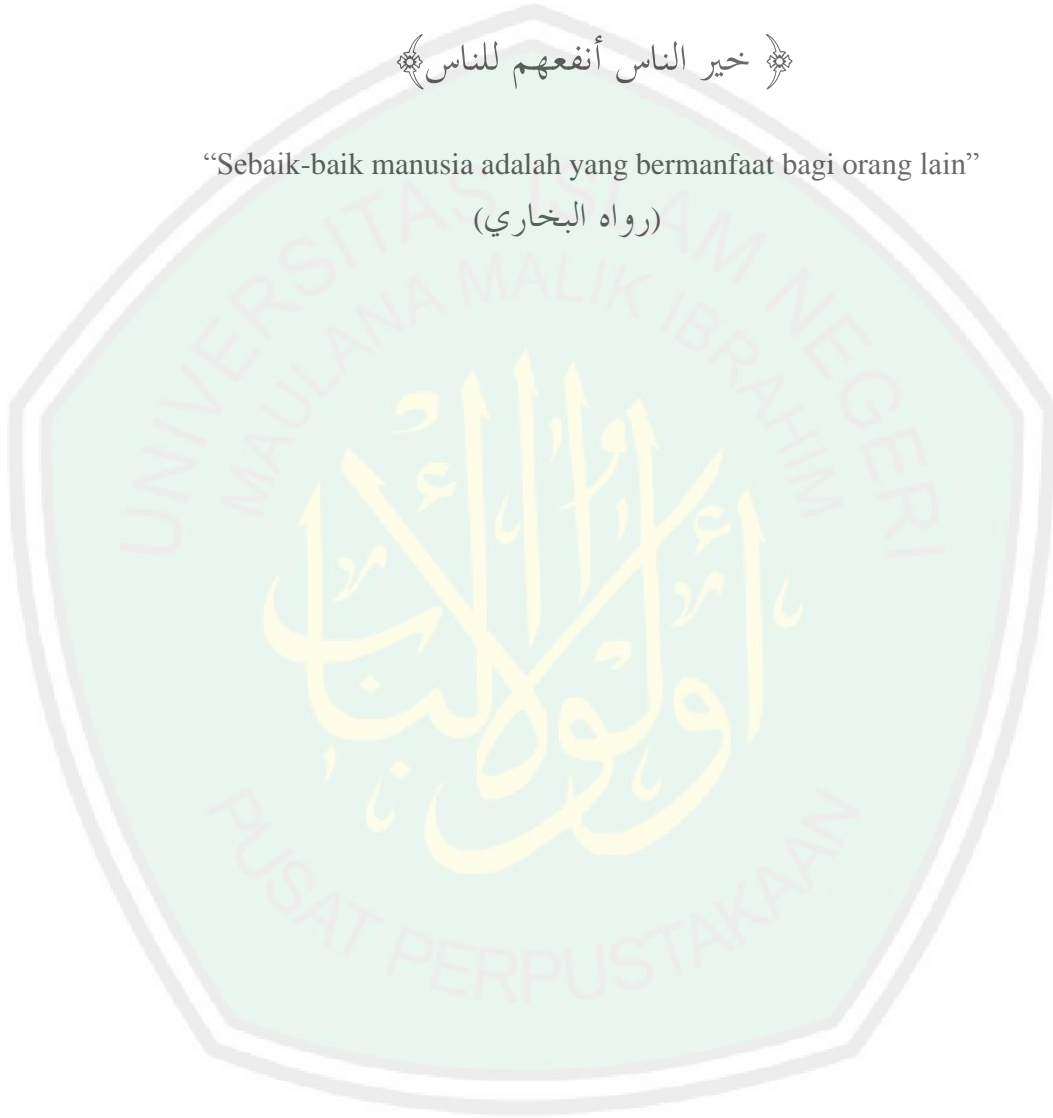 ﴿ خير الناس أنفعهم للناس﴾
“Sebaik-baik manusia adalah yang bermanfaat bagi orang lain”
(رواه البخاري)
UNIVERSITAS ISLAM NEGERI
MAULANA MALIK IBRAHIM
أولوا الألباب
PUSAT PERPUSTAKAAN